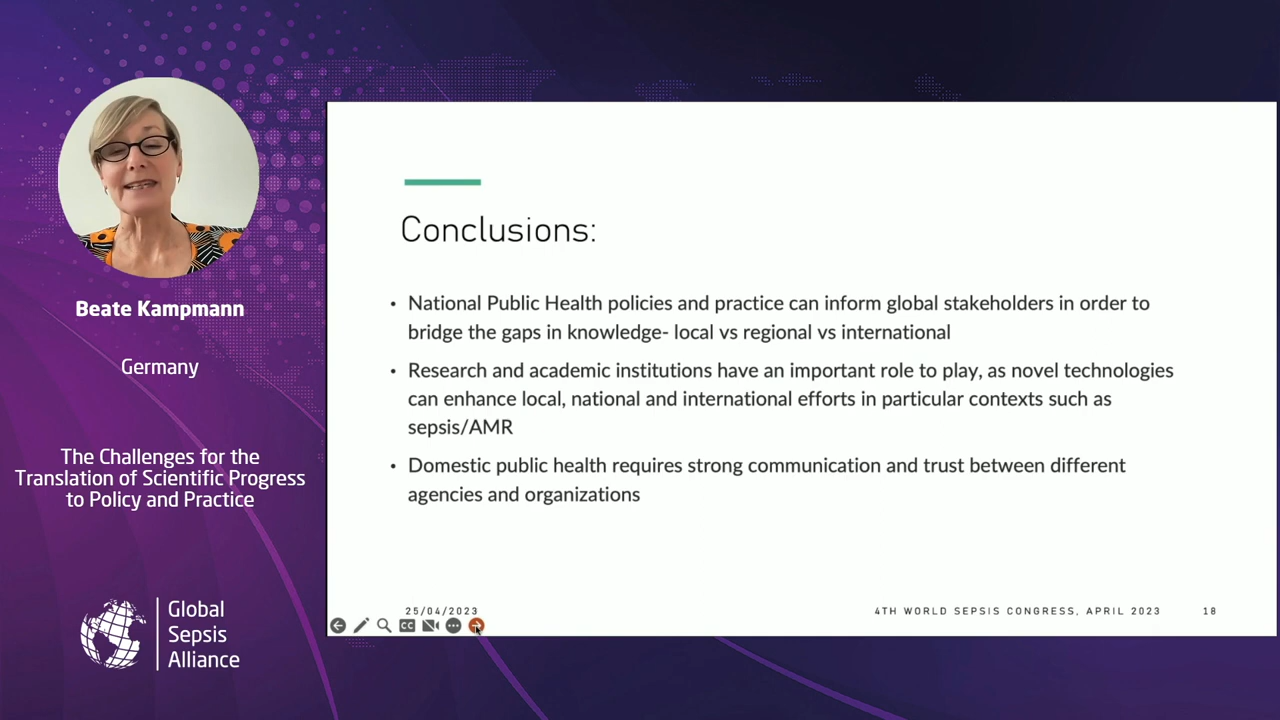 Beate Kampmann
Germany
The Challenges for the
Translation of Scientific Progress
to Policy and Practice
Global
Sepsis
Alliance
Conclusions:
• National Public Health policies and practice can inform global stakeholders in order to
bridge the gaps in knowledge- local vs regional vs international
• Research and academic institutions have an important role to play, as novel technologies
can enhance local, national and international efforts in particular contexts such as
sepsis/AMR
• Domestic public health requires strong communication and trust between different
agencies and organizations
25/04/2023
4TH WORLD SEPSIS CONGRESS, APRIL 2023
18
CC